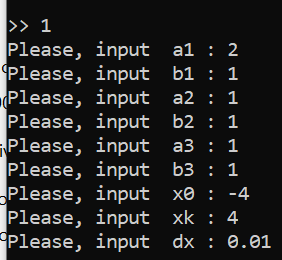 >> 1
Please, input  a1 : 2
Please, input  b1 : 1
Please, input  a2 : 1
Please, input  b2 : 1
Please, input  a3 : 1
Please, input  b3 : 1
Please, input  x0 : -4
Please, input  xk : 4
Please, input  dx : 0.01